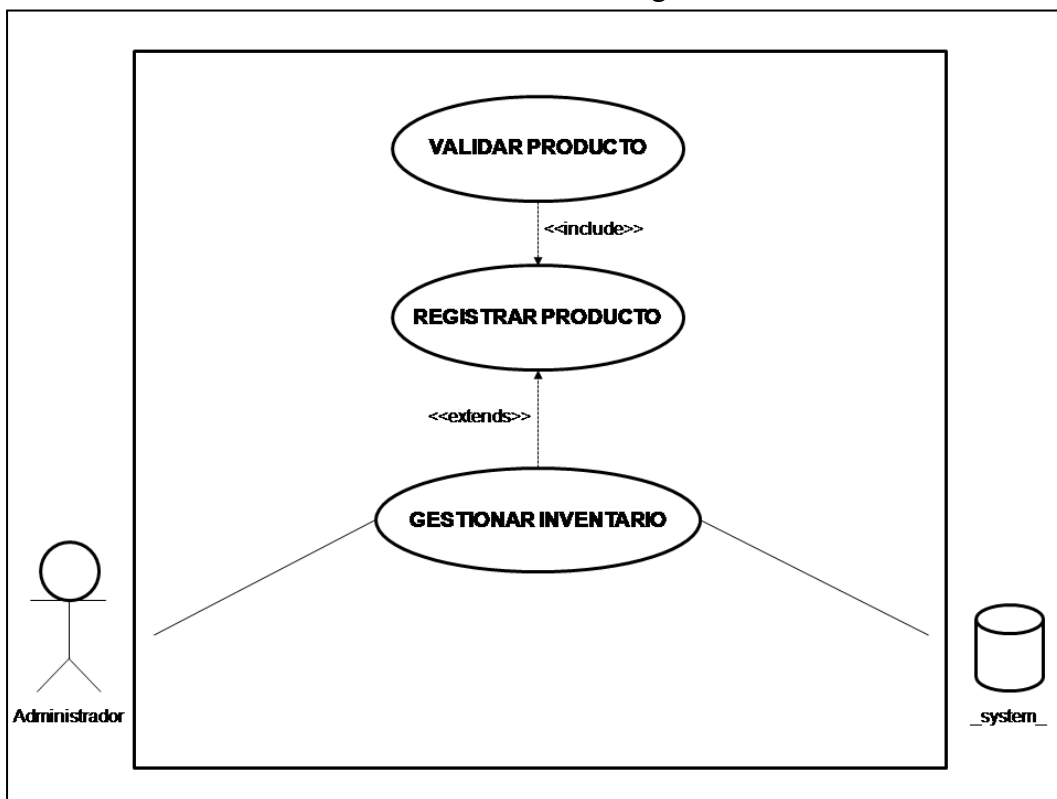 VALIDAR PRODUCTO
<<include>>
REGISTRAR PRODUCTO
<<extends>>
GESTIONAR INVENTARIO
Administrador
_system_